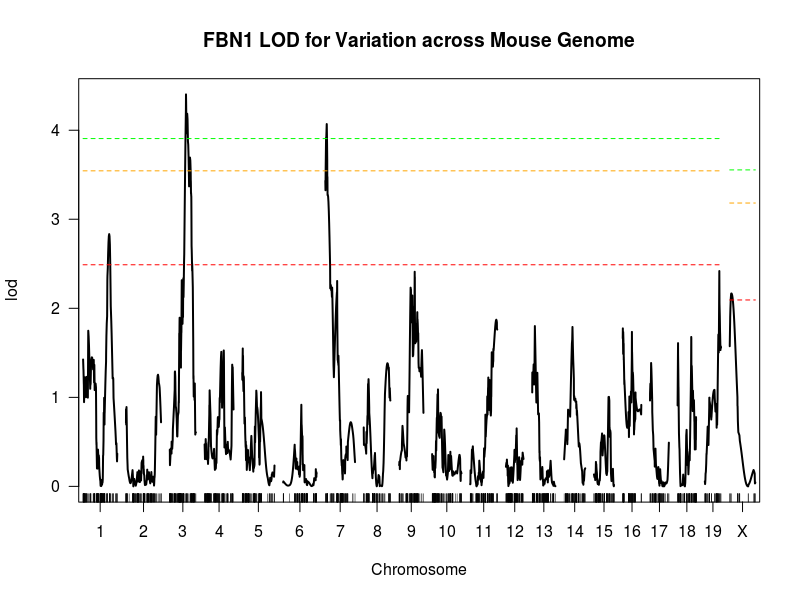 FBN1 LOD for Variation across Mouse Genome
lod
4
3
2
1
0
1 2 3 4 5 6 7 8 9 10 11 12 13 14 15 16 17 18 19 X
Chromosome